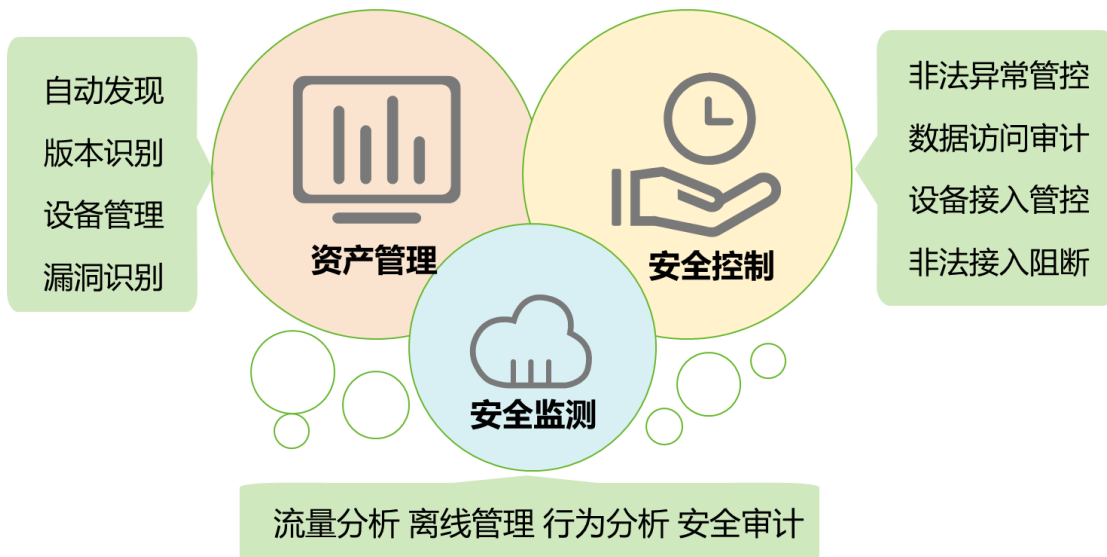 自动发现
版本识别
设备管理
漏洞识别
资产管理
安全控制
非法异常管控
数据访问审计
设备接入管控
非法接入阻断
安全监测
流量分析 离线管理 行为分析 安全审计